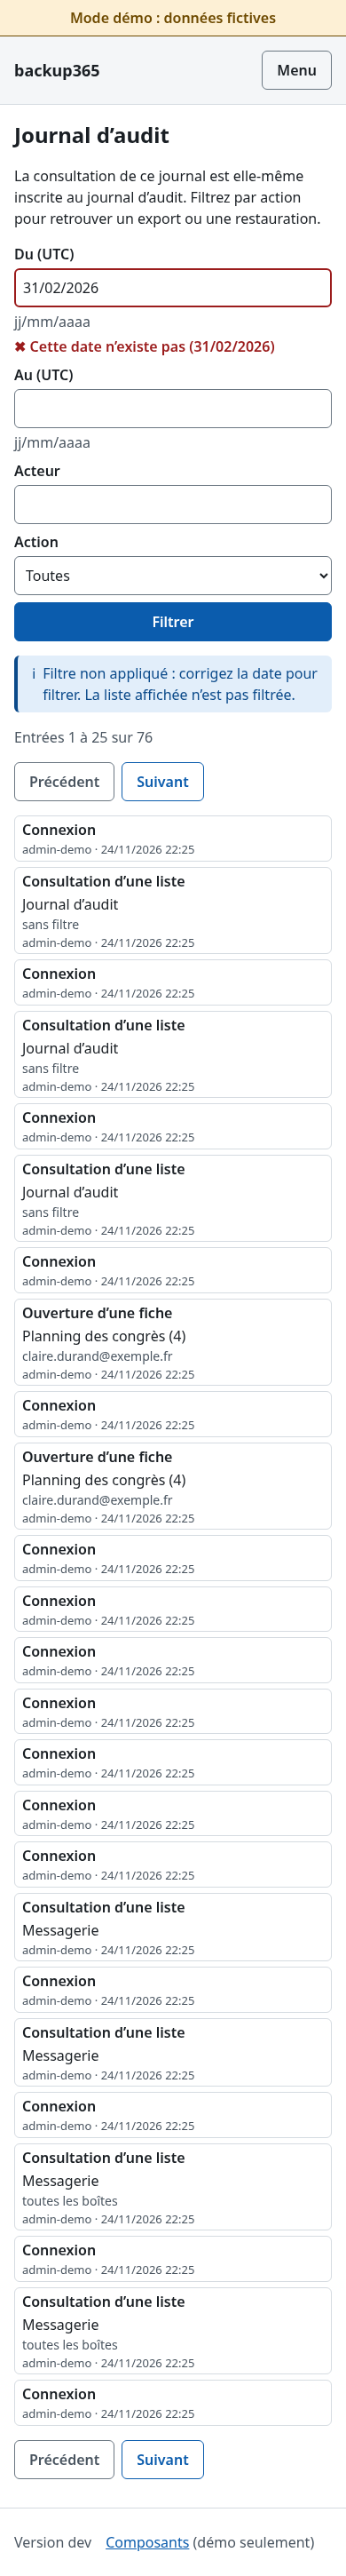 Mode démo : données fictives
backup365
Menu
Journal d’audit
La consultation de ce journal est elle-même
inscrite au journal d’audit. Filtrez par action
pour retrouver un export ou une restauration.
Du (UTC)
31/02/2026
jj/mm/aaaa
✖ Cette date n’existe pas (31/02/2026)
Au (UTC)
jj/mm/aaaa
Acteur
Action
Toutes
Filtrer
i Filtre non appliqué : corrigez la date pour
filtrer. La liste affichée n’est pas filtrée.
Entrées 1 à 25 sur 76
Précédent Suivant
Connexion
admin-demo · 24/11/2026 22:25
Consultation d’une liste
Journal d’audit
sans filtre
admin-demo · 24/11/2026 22:25
Connexion
admin-demo · 24/11/2026 22:25
Consultation d’une liste
Journal d’audit
sans filtre
admin-demo · 24/11/2026 22:25
Connexion
admin-demo · 24/11/2026 22:25
Consultation d’une liste
Journal d’audit
sans filtre
admin-demo · 24/11/2026 22:25
Connexion
admin-demo · 24/11/2026 22:25
Ouverture d’une fiche
Planning des congrès (4)
claire.durand@exemple.fr
admin-demo · 24/11/2026 22:25
Connexion
admin-demo · 24/11/2026 22:25
Ouverture d’une fiche
Planning des congrès (4)
claire.durand@exemple.fr
admin-demo · 24/11/2026 22:25
Connexion
admin-demo · 24/11/2026 22:25
Connexion
admin-demo · 24/11/2026 22:25
Connexion
admin-demo · 24/11/2026 22:25
Connexion
admin-demo · 24/11/2026 22:25
Connexion
admin-demo · 24/11/2026 22:25
Connexion
admin-demo · 24/11/2026 22:25
Connexion
admin-demo · 24/11/2026 22:25
Consultation d’une liste
Messagerie
admin-demo · 24/11/2026 22:25
Connexion
admin-demo · 24/11/2026 22:25
Consultation d’une liste
Messagerie
admin-demo · 24/11/2026 22:25
Connexion
admin-demo · 24/11/2026 22:25
Consultation d’une liste
Messagerie
toutes les boîtes
admin-demo · 24/11/2026 22:25
Connexion
admin-demo · 24/11/2026 22:25
Consultation d’une liste
Messagerie
toutes les boîtes
admin-demo · 24/11/2026 22:25
Connexion
admin-demo · 24/11/2026 22:25
Précédent Suivant
Version dev Composants (démo seulement)